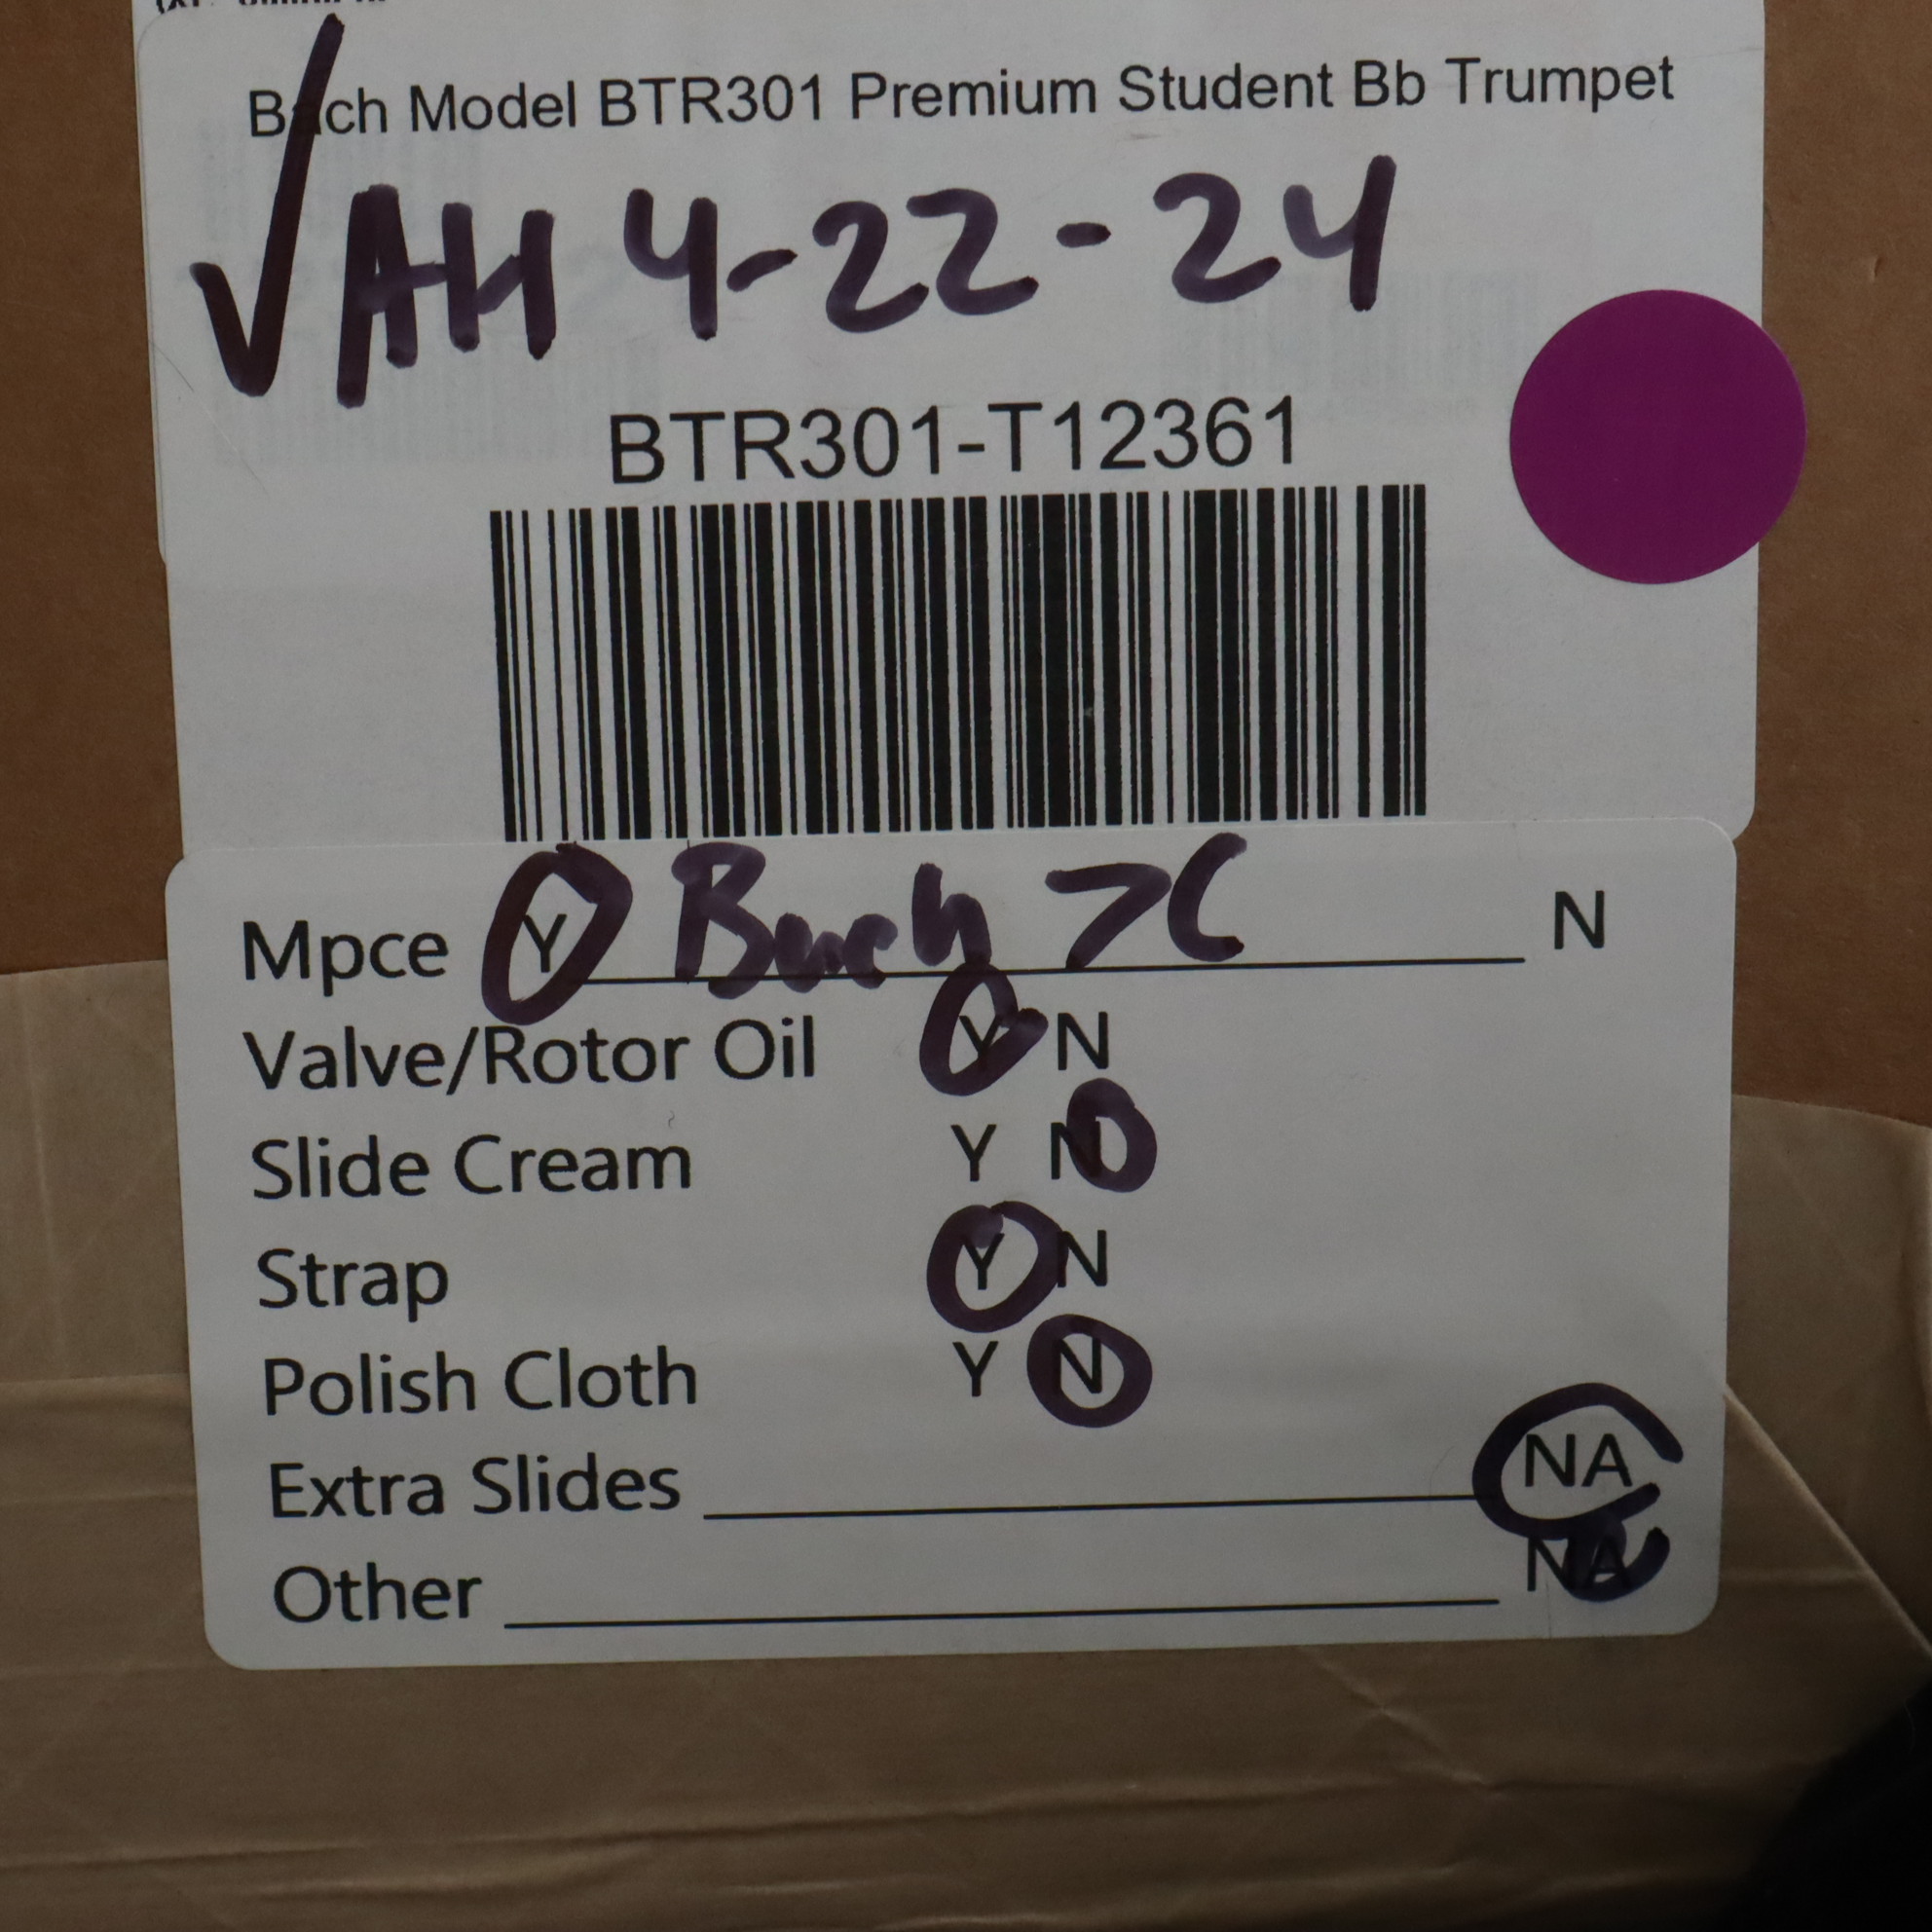 Bach Model BTR301 Premium Student Bb Trumpet
√AH 4-22-24
BTR301-T12361
Mpce Y Bach 7C N
Valve/Rotor Oil Y N
Slide Cream Y N
Strap Y N
Polish Cloth Y N
Extra Slides NA
Other NA